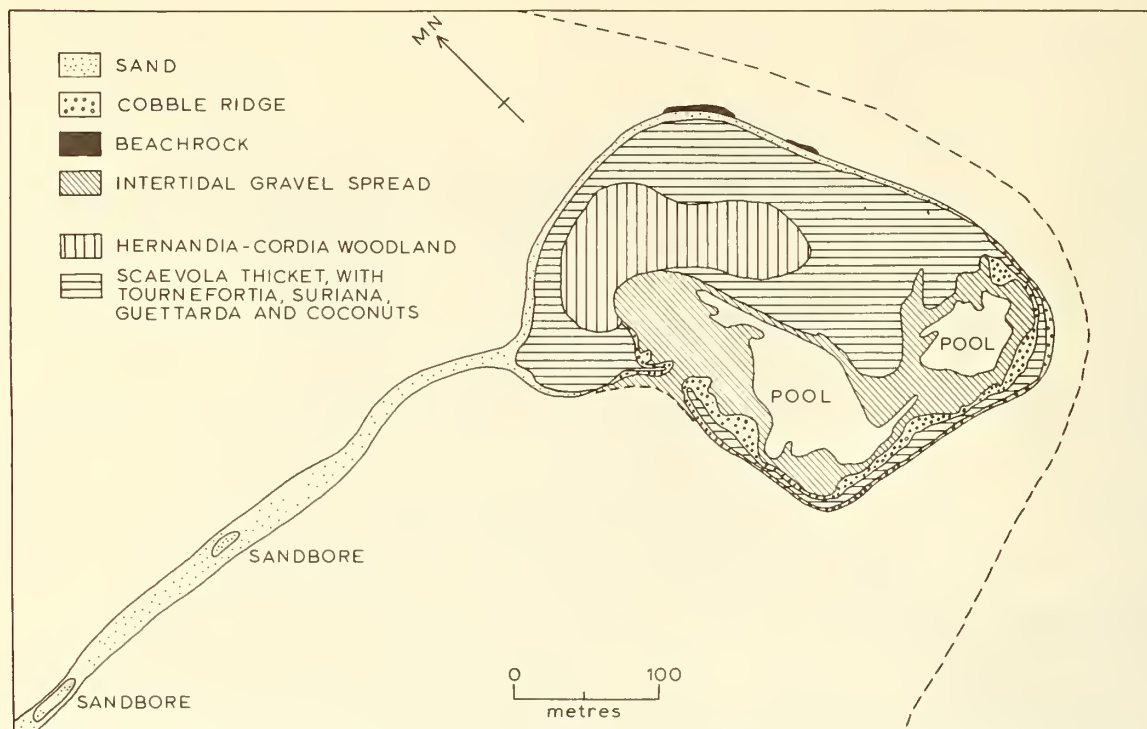 MN
SAND
COBBLE RIDGE
BEACHROCK
INTERTIDAL GRAVEL SPREAD
HERNANDIA-CORDIA WOODLAND
SCAEVOLA THICKET, WITH
TOURNEFORTIA, SURIANA,
GUETTARDA AND COCONUTS
POOL
POOL
SANDBORE
SANDBORE
0 100
metres